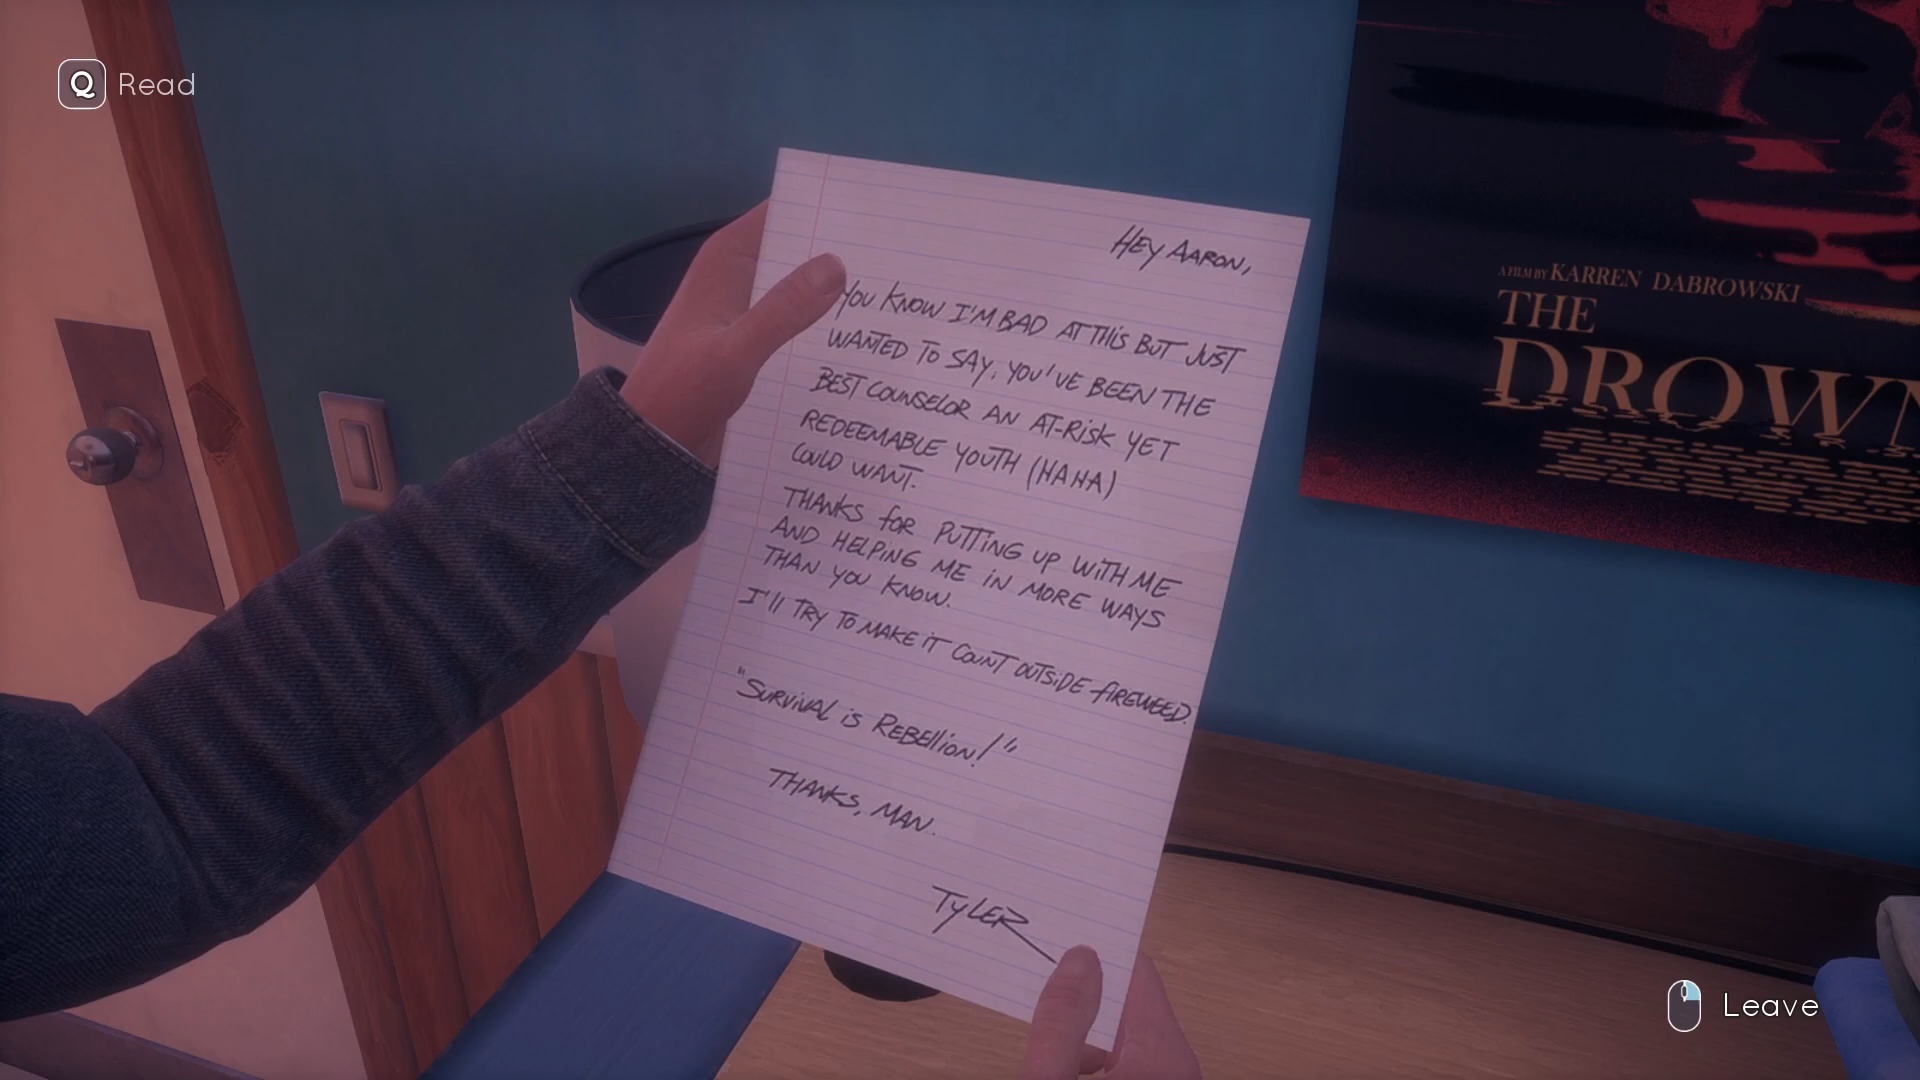 Q Read
HEY AARON,
YOU KNOW I'M BAD AT THIS BUT JUST
WANTED TO SAY, YOU'VE BEEN THE
BEST COUNSELOR AN AT-RISK YET
REDEEMABLE YOUTH (HA HA)
COULD WANT.
THANKS FOR PUTTING UP WITH ME
AND HELPING ME IN MORE WAYS
THAN YOU KNOW.
I'll TRY TO MAKE IT COUNT OUTSIDE FIREWEED.
"SURVIVAL IS REBELLION!"
THANKS, MAN.
TYLER
A FILM BY KARREN DABROWSKI
THE
DROWN
Leave